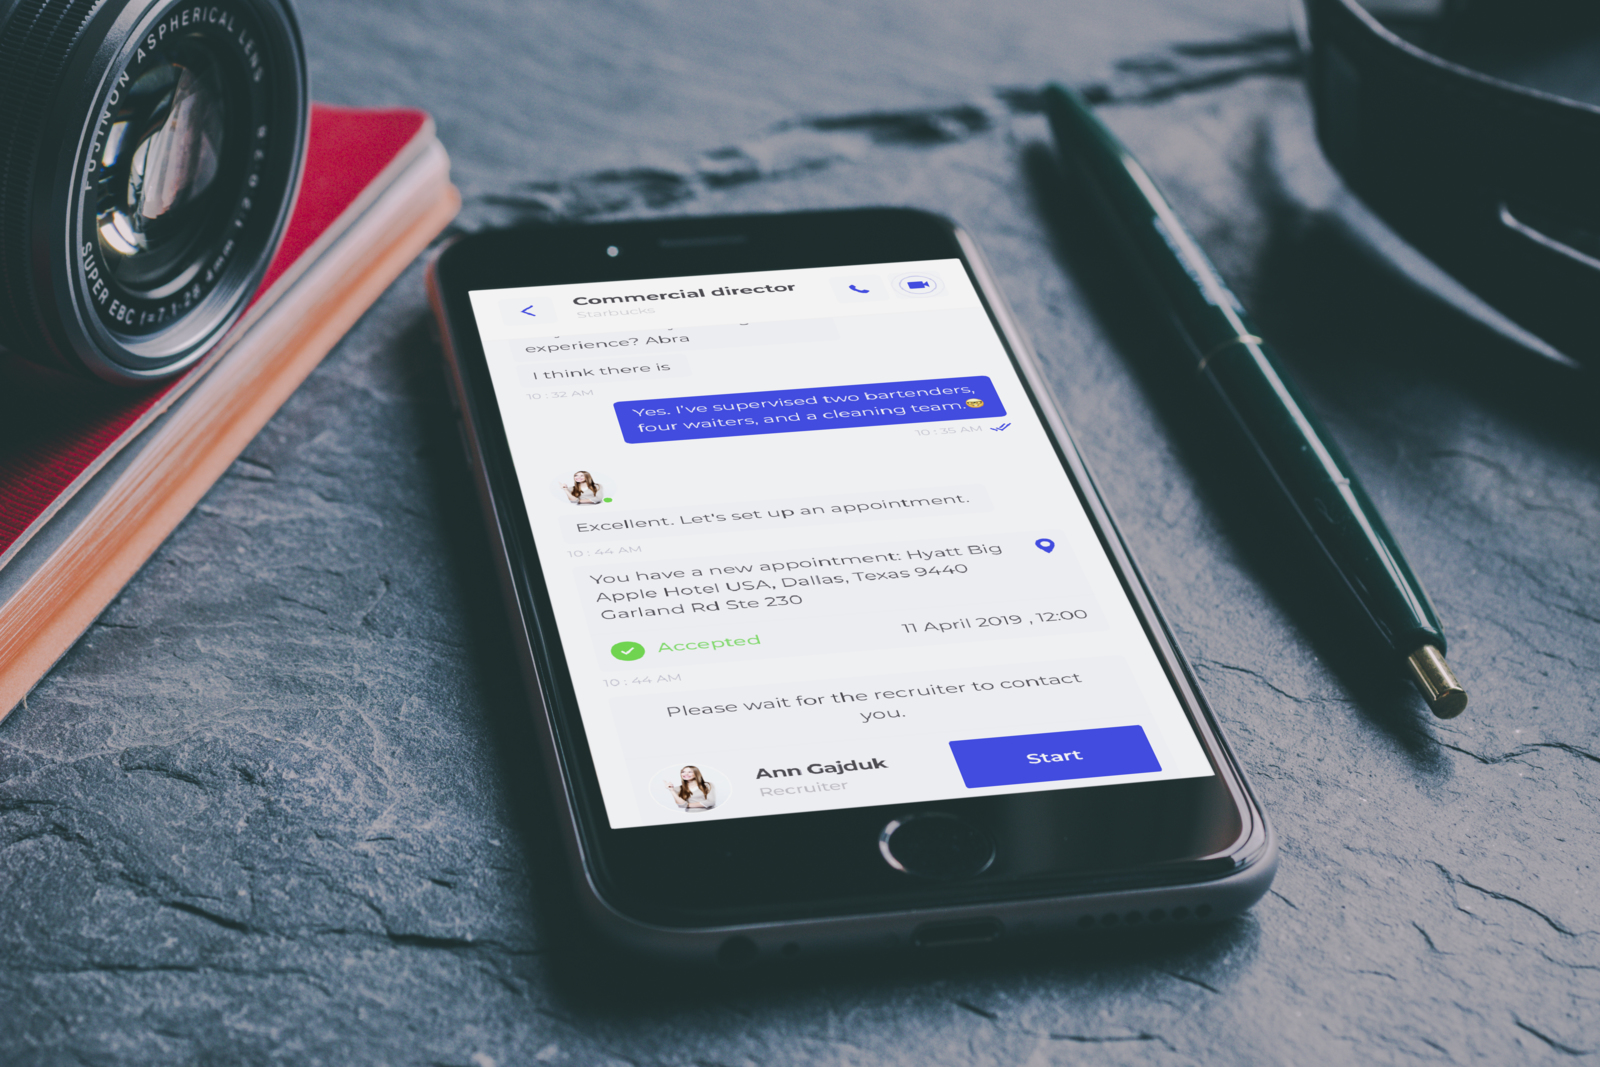 FUJINON ASPHERICAL LENS
SUPER EBC f=7.1-28.4mm
Commercial director
Starbucks
experience? Abra
I think there is
10 : 32 AM
Yes. I've supervised two bartenders,
four waiters, and a cleaning team.🤓
10 : 35 AM
Excellent. Let's set up an appointment.
10 : 44 AM
You have a new appointment: Hyatt Big
Apple Hotel USA, Dallas, Texas 9440
Garland Rd Ste 230
Accepted
11 April 2019 , 12:00
10 : 44 AM
Please wait for the recruiter to contact
you.
Ann Gajduk
Recruiter
Start